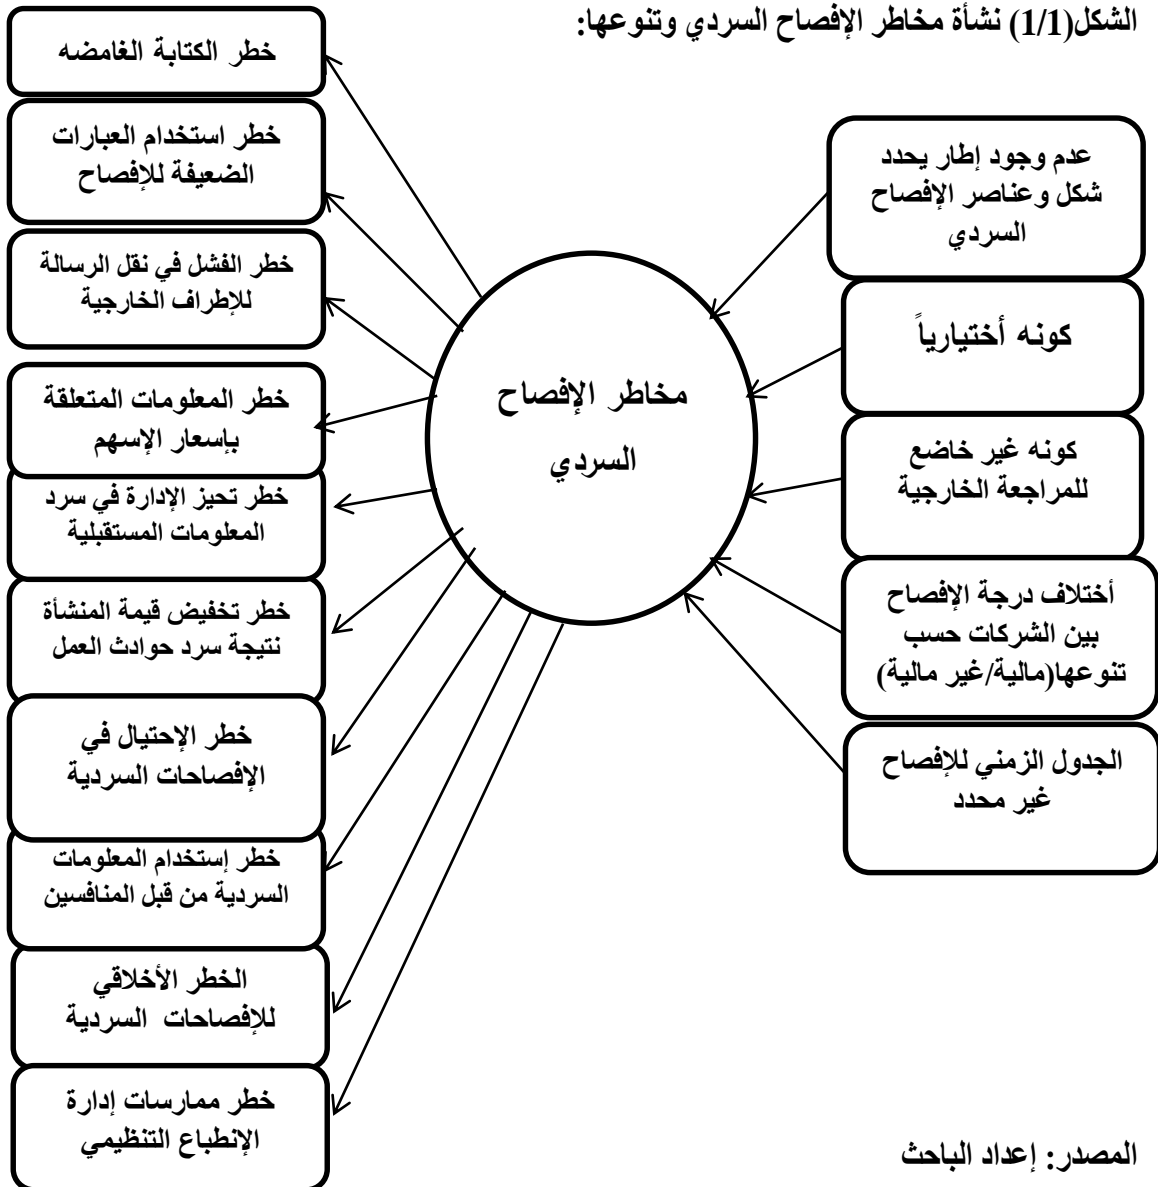 الشكل(1/1) نشأة مخاطر الإفصاح السردي وتنوعها:
عدم وجود إطار يحدد
شكل وعناصر الإفصاح
السردي
كونه أختيارياً
كونه غير خاضع
للمراجعة الخارجية
أختلاف درجة الإفصاح
بين الشركات حسب
تنوعها(مالية/غير مالية)
الجدول الزمني للإفصاح
غير محدد
مخاطر الإفصاح
السردي
خطر الكتابة الغامضه
خطر استخدام العبارات
الضعيفة للإفصاح
خطر الفشل في نقل الرسالة
للإطراف الخارجية
خطر المعلومات المتعلقة
بإسعار الإسهم
خطر تحيز الإدارة في سرد
المعلومات المستقبلية
خطر تخفيض قيمة المنشأة
نتيجة سرد حوادث العمل
خطر الإحتيال في
الإفصاحات السردية
خطر إستخدام المعلومات
السردية من قبل المنافسين
الخطر الأخلاقي
للإفصاحات السردية
خطر ممارسات إدارة
الإنطباع التنظيمي
المصدر: إعداد الباحث